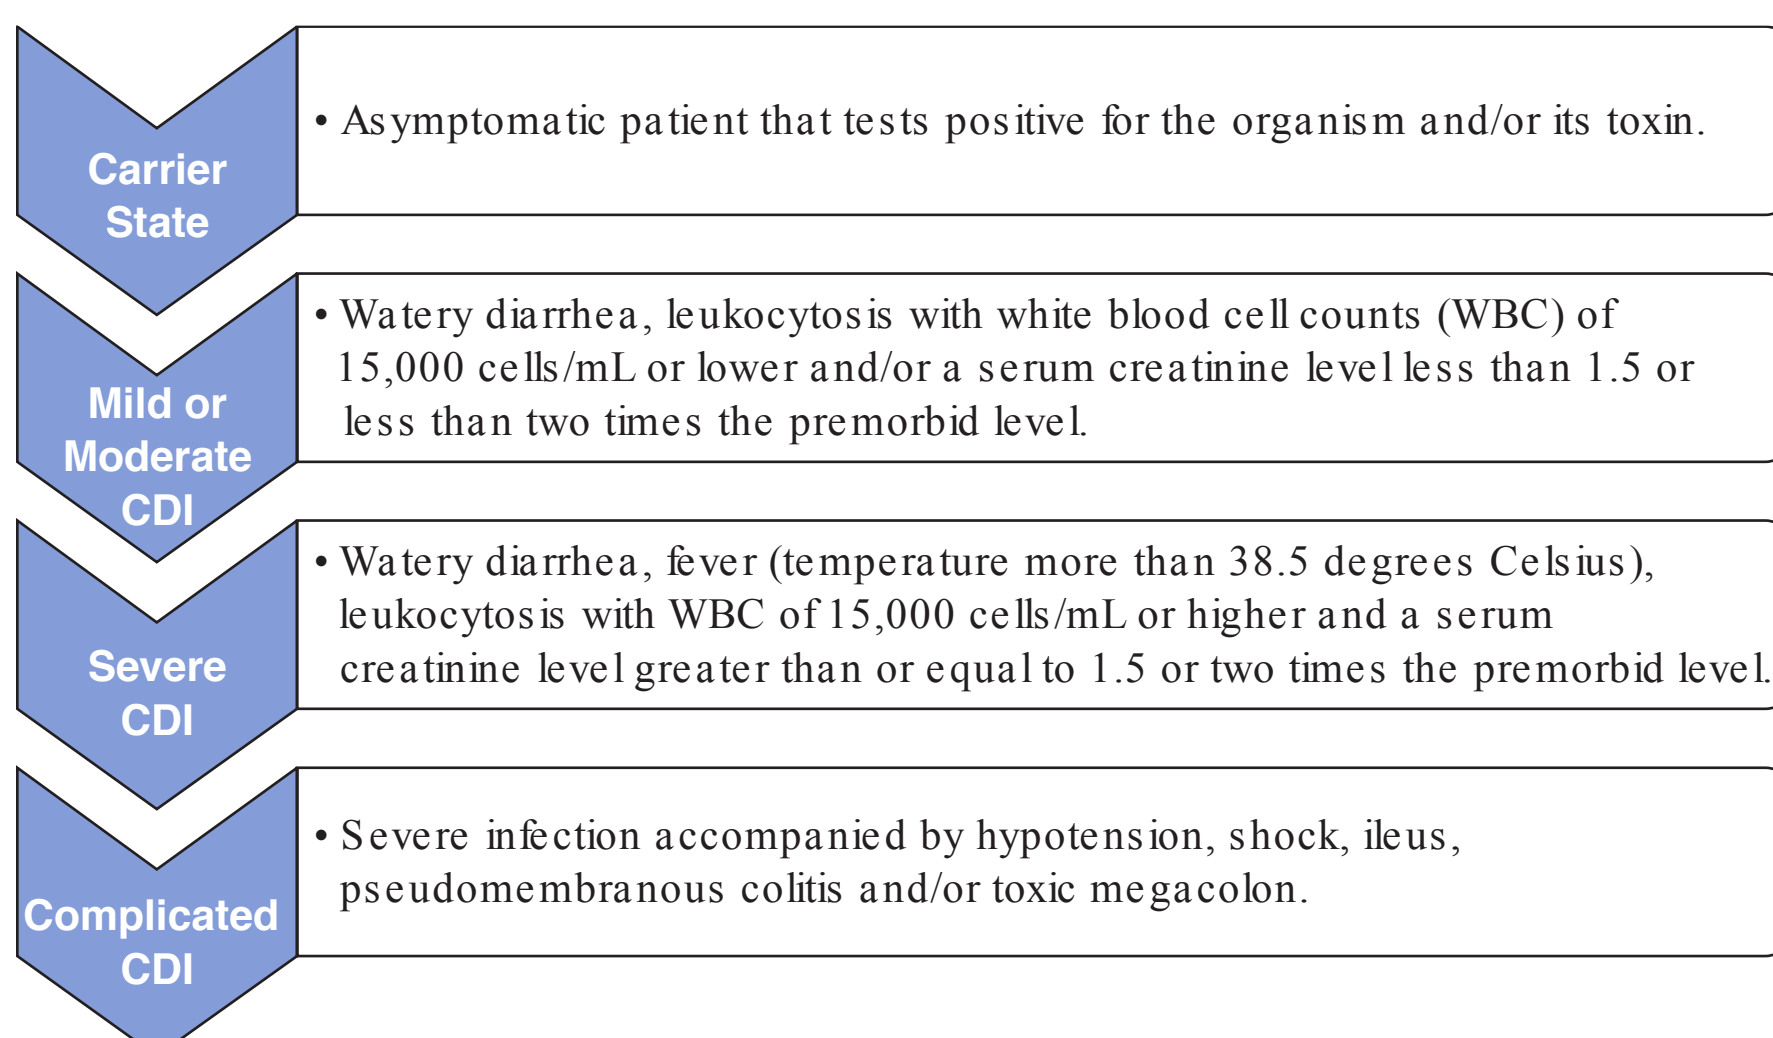 Carrier
State
• Asymptomatic patient that tests positive for the organism and/or its toxin.
Mild or
Moderate
CDI
• Watery diarrhea, leukocytosis with white blood cell counts (WBC) of
15,000 cells/mL or lower and/or a serum creatinine level less than 1.5 or
less than two times the premorbid level.
Severe
CDI
• Watery diarrhea, fever (temperature more than 38.5 degrees Celsius),
leukocytosis with WBC of 15,000 cells/mL or higher and a serum
creatinine level greater than or equal to 1.5 or two times the premorbid level.
Complicated
CDI
• Severe infection accompanied by hypotension, shock, ileus,
pseudomembranous colitis and/or toxic megacolon.